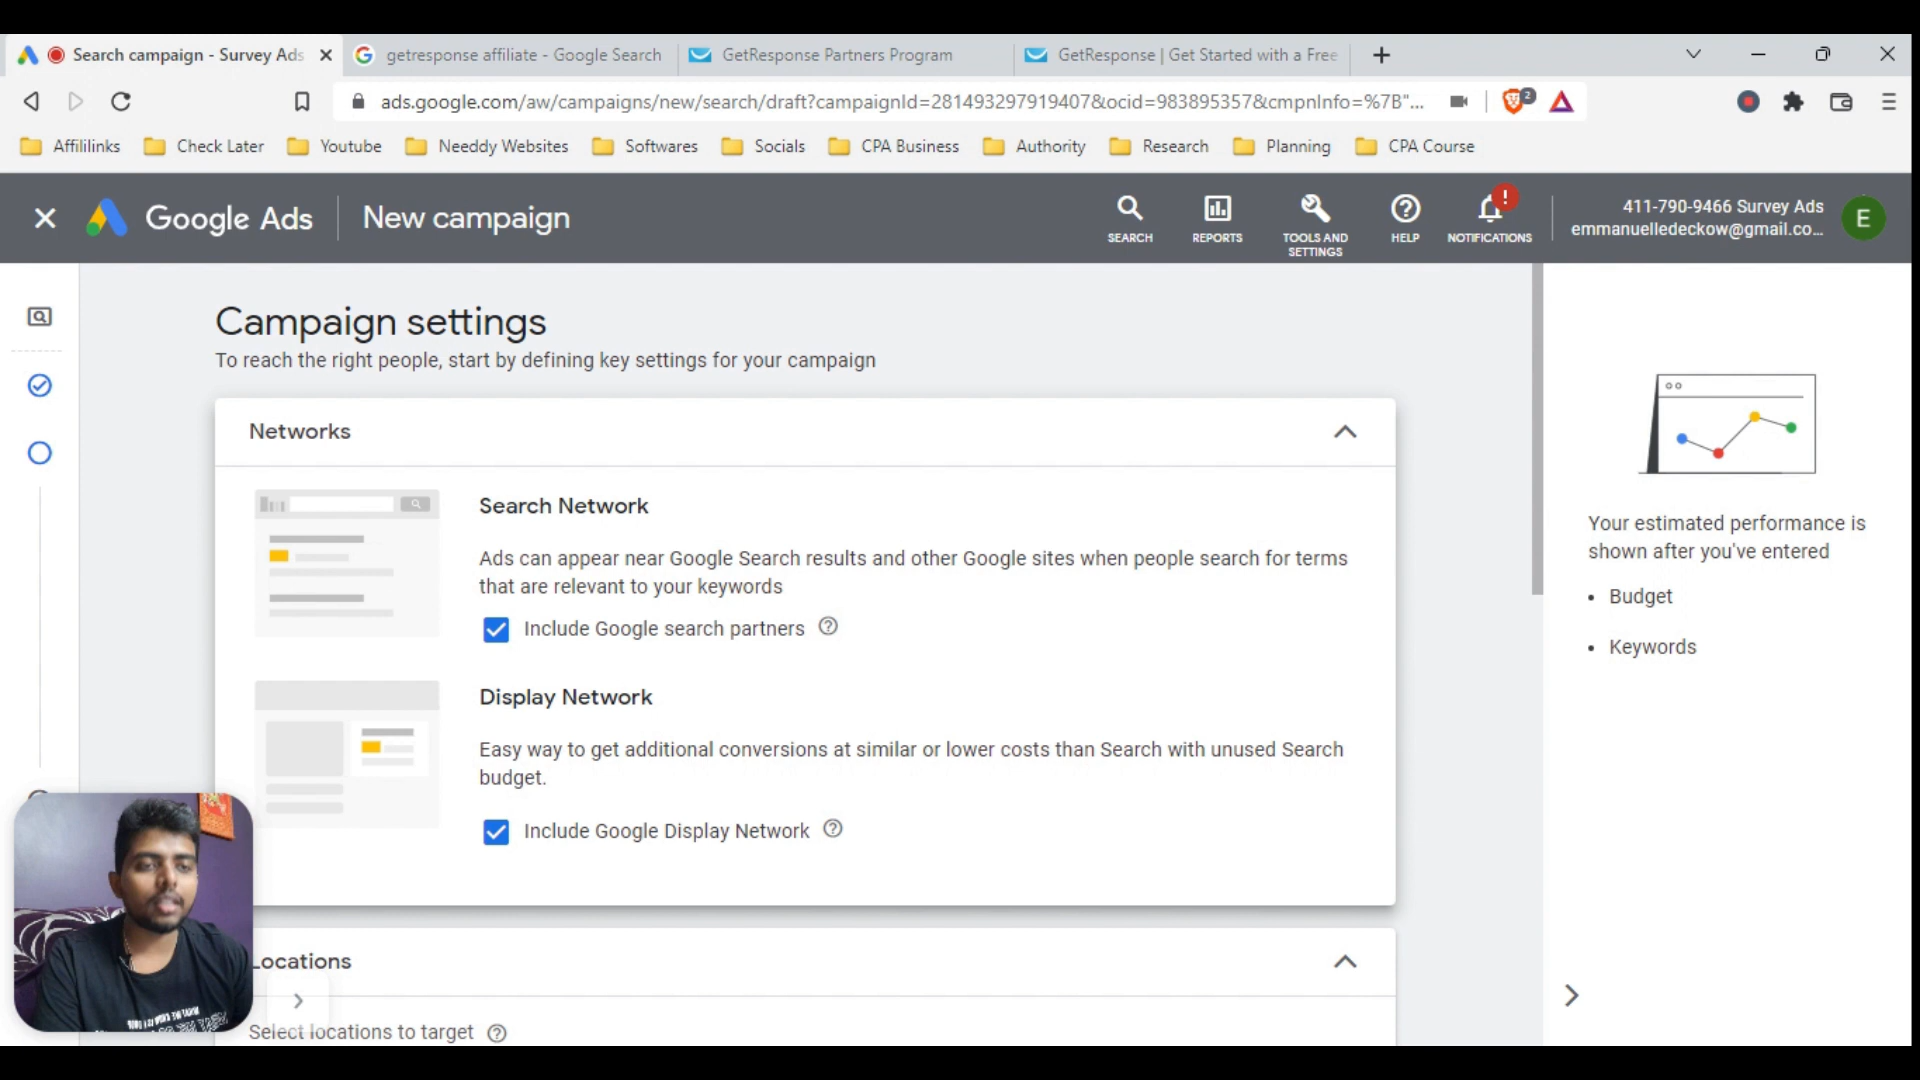 Search campaign - Survey Ads
getresponse affiliate - Google Search
GetResponse Partners Program
GetResponse | Get Started with a Free
ads.google.com/aw/campaigns/new/search/draft?campaignId=281493297919407&ocid=983895357&cmpnInfo=%7B"...
2
Affililinks
Check Later
Youtube
Needdy Websites
Softwares
Socials
CPA Business
Authority
Research
Planning
CPA Course
Google Ads
New campaign
SEARCH
REPORTS
TOOLS AND
SETTINGS
HELP
!
NOTIFICATIONS
411-790-9466 Survey Ads
emmanuelledeckow@gmail.co...
E
Campaign settings
To reach the right people, start by defining key settings for your campaign
Networks
Search Network
Ads can appear near Google Search results and other Google sites when people search for terms
that are relevant to your keywords
Include Google search partners
Display Network
Easy way to get additional conversions at similar or lower costs than Search with unused Search
budget.
Include Google Display Network
Locations
Select locations to target
Your estimated performance is
shown after you've entered
• Budget
• Keywords